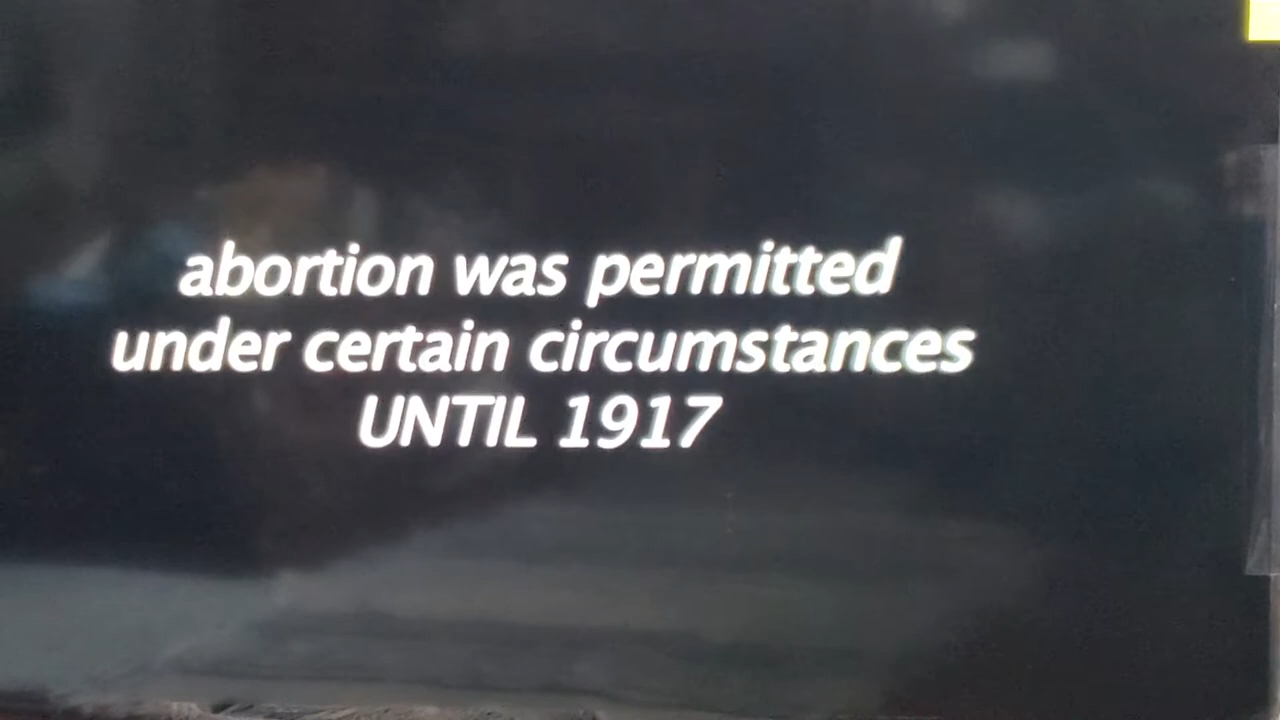 abortion was permitted
under certain circumstances
UNTIL 1917